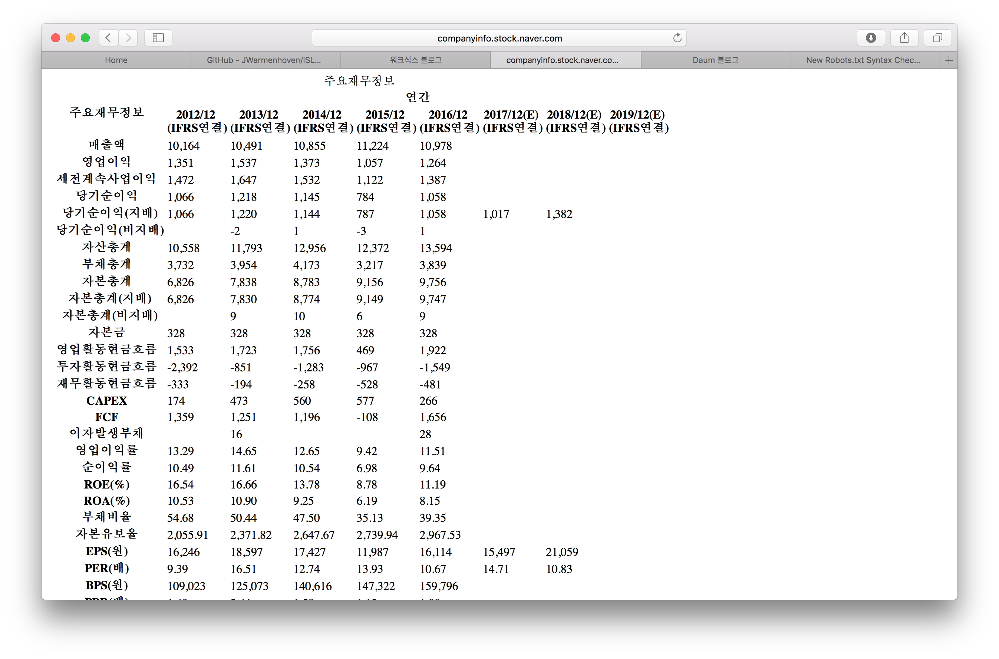 companyinfo.stock.naver.com
Home GitHub - JWarmenhoven/ISL... 워크식스 블로그 companyinfo.stock.naver.co... Daum 블로그 New Robots.txt Syntax Chec...
주요재무정보
연간
주요재무정보 2012/12 2013/12 2014/12 2015/12 2016/12 2017/12(E) 2018/12(E) 2019/12(E)
(IFRS연결) (IFRS연결) (IFRS연결) (IFRS연결) (IFRS연결) (IFRS연결) (IFRS연결) (IFRS연결)
매출액 10,164 10,491 10,855 11,224 10,978
영업이익 1,351 1,537 1,373 1,057 1,264
세전계속사업이익 1,472 1,647 1,532 1,122 1,387
당기순이익 1,066 1,218 1,145 784 1,058
당기순이익(지배) 1,066 1,220 1,144 787 1,058 1,017 1,382
당기순이익(비지배) -2 1 -3 1
자산총계 10,558 11,793 12,956 12,372 13,594
부채총계 3,732 3,954 4,173 3,217 3,839
자본총계 6,826 7,838 8,783 9,156 9,756
자본총계(지배) 6,826 7,830 8,774 9,149 9,747
자본총계(비지배) 9 10 6 9
자본금 328 328 328 328 328
영업활동현금흐름 1,533 1,723 1,756 469 1,922
투자활동현금흐름 -2,392 -851 -1,283 -967 -1,549
재무활동현금흐름 -333 -194 -258 -528 -481
CAPEX 174 473 560 577 266
FCF 1,359 1,251 1,196 -108 1,656
이자발생부채 16 28
영업이익률 13.29 14.65 12.65 9.42 11.51
순이익률 10.49 11.61 10.54 6.98 9.64
ROE(%) 16.54 16.66 13.78 8.78 11.19
ROA(%) 10.53 10.90 9.25 6.19 8.15
부채비율 54.68 50.44 47.50 35.13 39.35
자본유보율 2,055.91 2,371.82 2,647.67 2,739.94 2,967.53
EPS(원) 16,246 18,597 17,427 11,987 16,114 15,497 21,059
PER(배) 9.39 16.51 12.74 13.93 10.67 14.71 10.83
BPS(원) 109,023 125,073 140,616 147,322 159,796